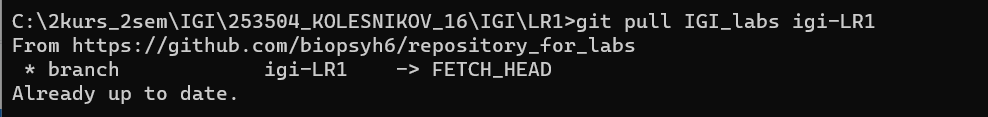 C:\2kurs_2sem\IGI\253504_KOLESNIKOV_16\IGI\LR1>git pull IGI_labs igi-LR1
From https://github.com/biopsyh6/repository_for_labs
 * branch            igi-LR1    -> FETCH_HEAD
Already up to date.